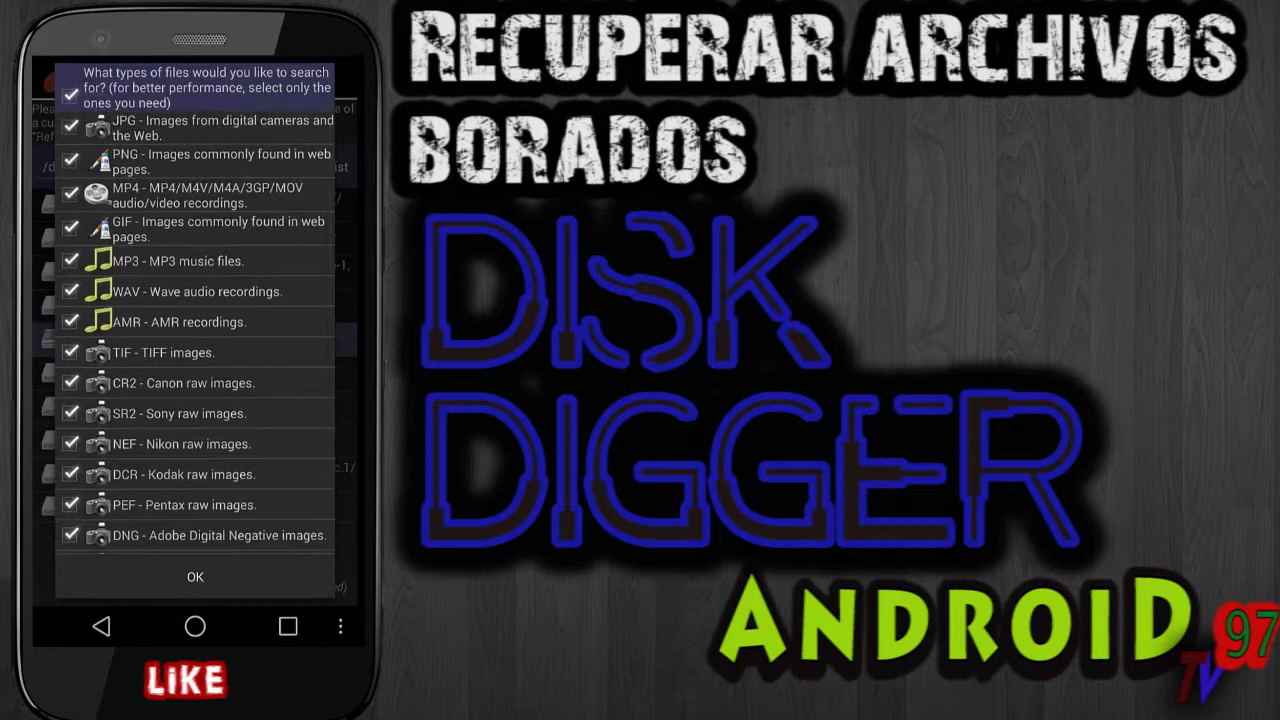 What types of files would you like to search
for? (for better performance, select only the
ones you need)
JPG - Images from digital cameras and
the Web.
PNG - Images commonly found in web
pages.
MP4 - MP4/M4V/M4A/3GP/MOV
audio/video recordings.
GIF - Images commonly found in web
pages.
MP3 - MP3 music files.
WAV - Wave audio recordings.
AMR - AMR recordings.
TIF - TIFF images.
CR2 - Canon raw images.
SR2 - Sony raw images.
NEF - Nikon raw images.
DCR - Kodak raw images.
PEF - Pentax raw images.
DNG - Adobe Digital Negative images.
OK
LIKE
RECUPERAR ARCHIVOS
BORADOS
DISK
DIGGER
ANDROID
TV 97